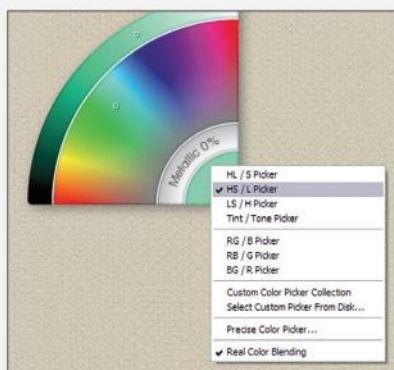 Metallic 0%
HL / S Picker
HS / L Picker
LS / H Picker
Tint / Tone Picker
RG / B Picker
RB / G Picker
BG / R Picker
Custom Color Picker Collection
Select Custom Picker From Disk...
Precise Color Picker...
Real Color Blending